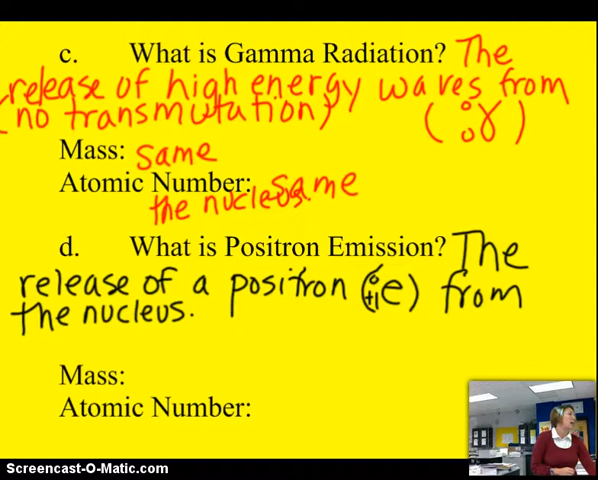 c. What is Gamma Radiation? The
release of high energy waves from
(no transmutation) (⁰₀γ)
Mass: same
Atomic Number: same
the nucleus.
d. What is Positron Emission? The
release of a positron (⁰₊₁e) from
the nucleus.
Mass:
Atomic Number:
Screencast-O-Matic.com